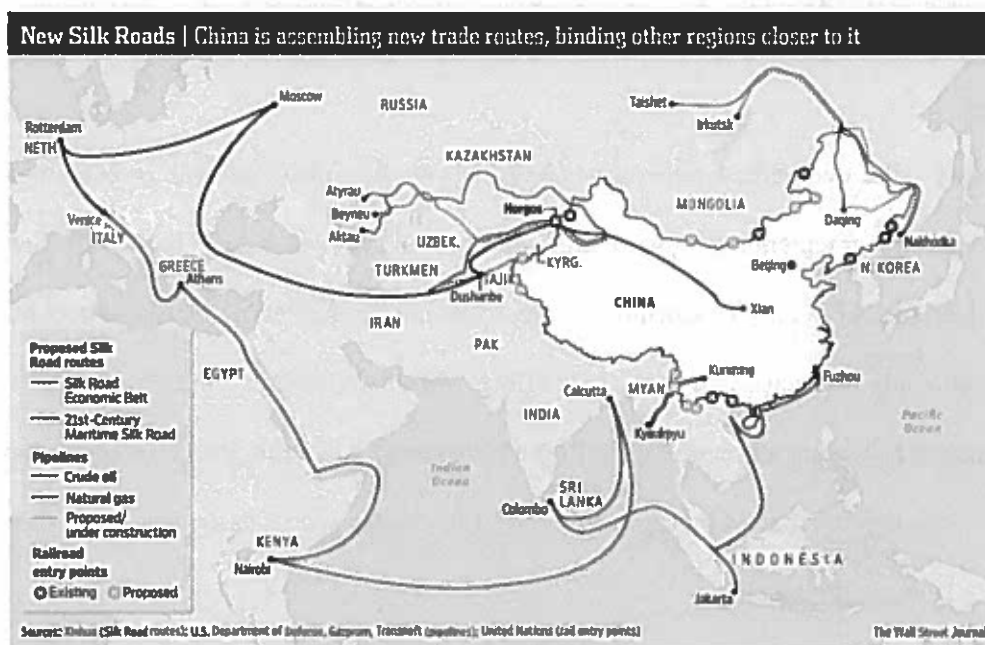 New Silk Roads | China is assembling new trade routes, binding other regions closer to it
Moscow
RUSSIA
Taishet
Irkutsk
Rotterdam
NETH
KAZAKHSTAN
Atyrau
Beyneu
Aktau
Horgos
MONGOLIA
Daqing
Nakhodka
Venice
ITALY
UZBEK.
KYRG.
Beijing
N. KOREA
GREECE
Athens
TURKMEN
TAJI
Dushanbe
CHINA
Xian
IRAN
PAK
Proposed Silk
Road routes
Silk Road
Economic Belt
21st-Century
Maritime Silk Road
Pipelines
Crude oil
Natural gas
Proposed/
under construction
Railroad
entry points
Existing
Proposed
EGYPT
Calcutta
MYAN
Kunming
Fuzhou
INDIA
Kyaukpyu
Pacific
Ocean
Indian
Ocean
SRI
LANKA
Colombo
KENYA
Nairobi
INDONESIA
Jakarta
Sources: Xinhua (Silk Road routes); U.S. Department of Defense, Gazprom, Transneft (pipelines); United Nations (rail entry points)
The Wall Street Journal